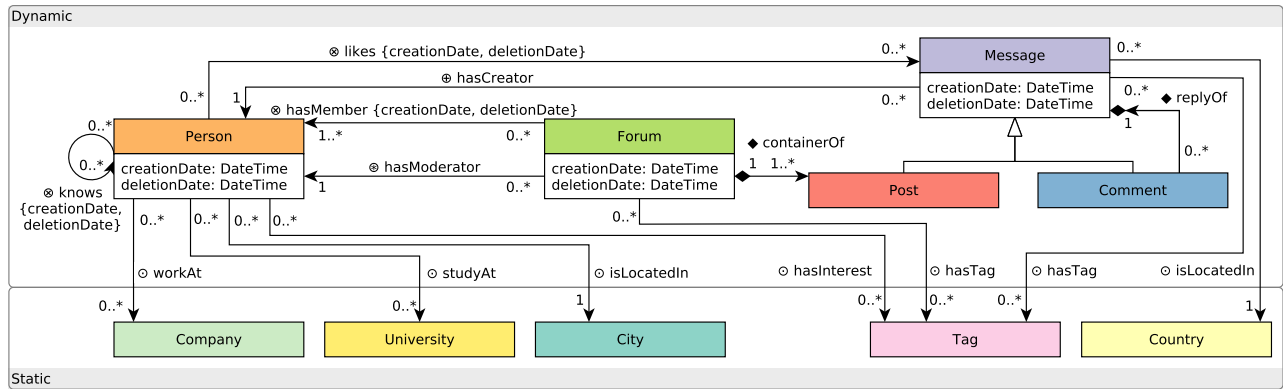 Dynamic
⊗ likes {creationDate, deletionDate}
0..*
Message
0..*
⊕ hasCreator
0..*
1
0..*
creationDate: DateTime
deletionDate: DateTime
0..*
◆ replyOf
1
⊗ hasMember {creationDate, deletionDate}
0..*
Person
1..*
0..*
Forum
◆ containerOf
0..*
0..*
creationDate: DateTime
deletionDate: DateTime
⊛ hasModerator
1
0..*
creationDate: DateTime
deletionDate: DateTime
1
1..*
Post
Comment
⊗ knows
{creationDate,
deletionDate}
0..*
0..*
0..*
0..*
0..*
⊙ workAt
⊙ studyAt
⊙ isLocatedIn
⊙ hasInterest
⊙ hasTag
⊙ hasTag
⊙ isLocatedIn
0..*
0..*
1
0..*
0..*
0..*
1
Company
University
City
Tag
Country
Static